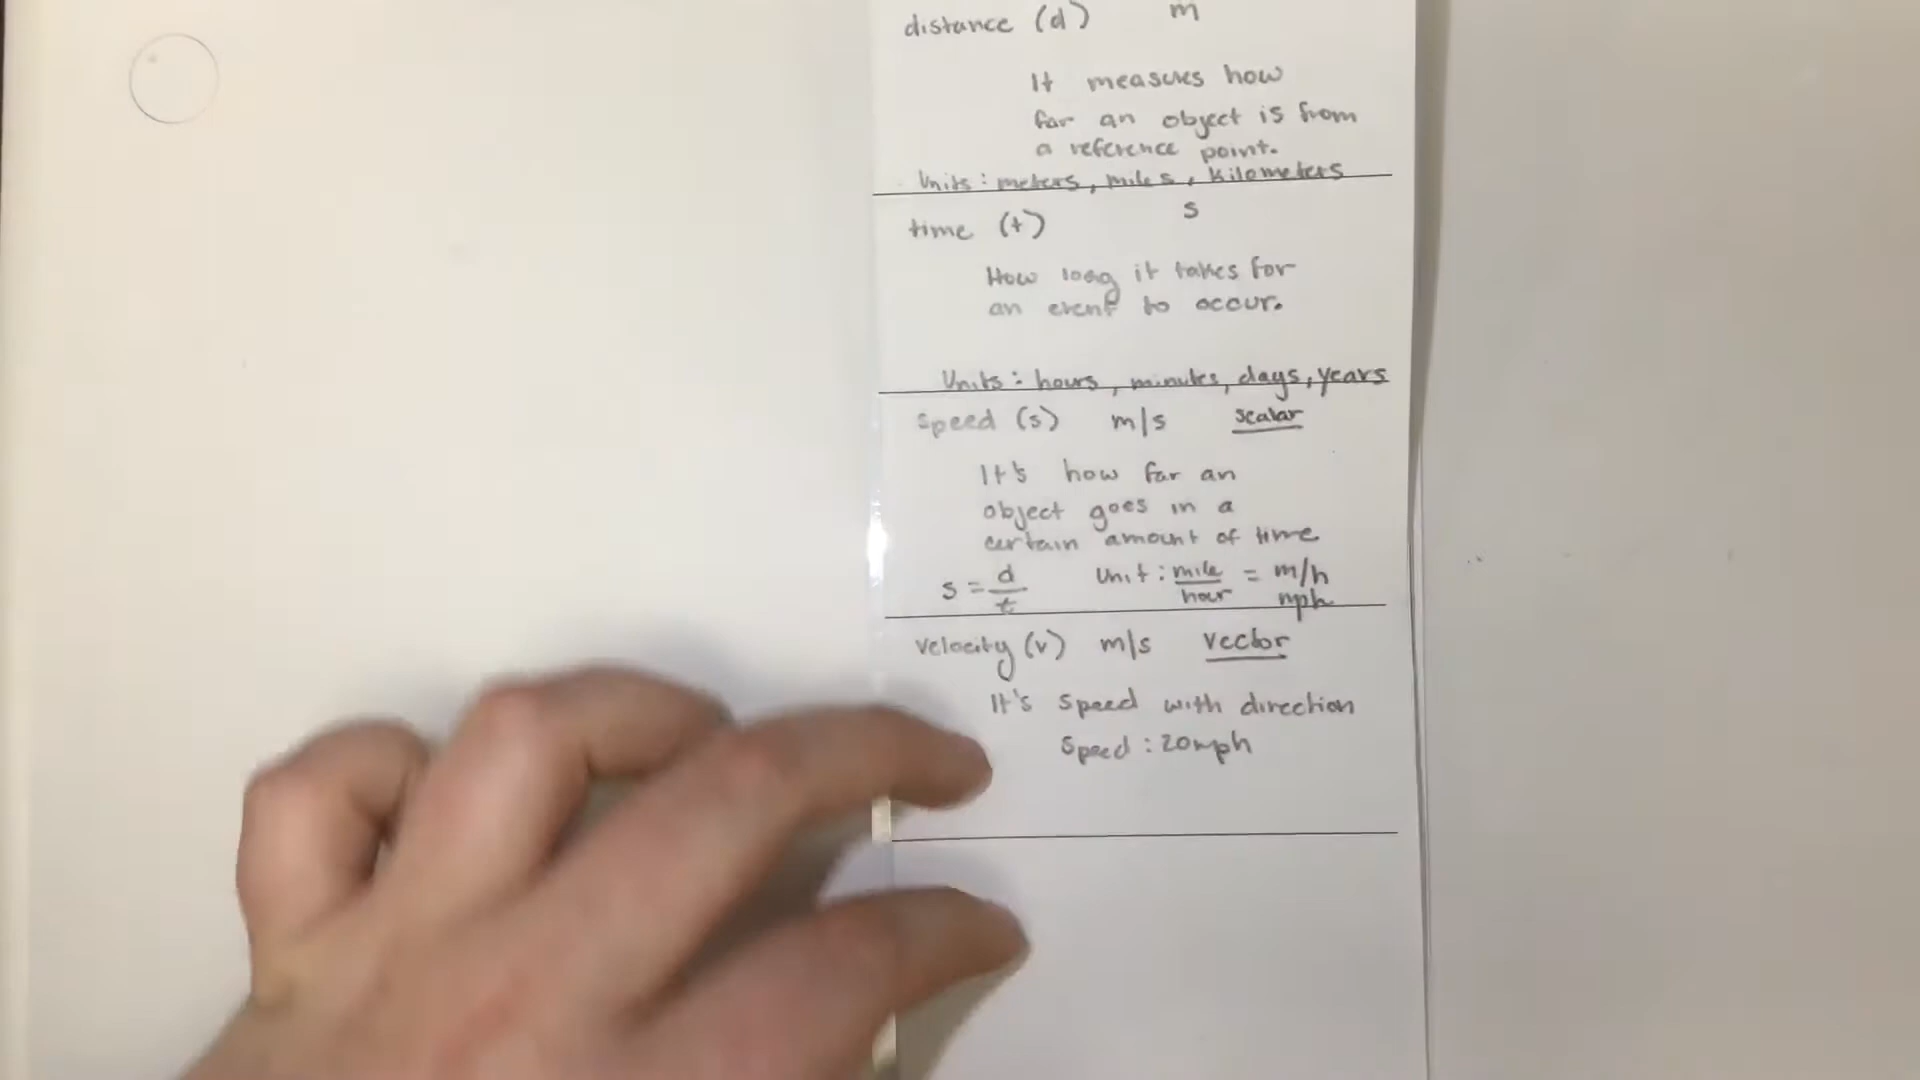 distance (d) m
It measures how
far an object is from
a reference point.
Units: meters, miles, kilometers
time (t) s
How long it takes for
an event to occur.
Units: hours, minutes, days, years
Speed (s) m/s scalar
It's how far an
object goes in a
certain amount of time
s = d/t Unit: mile/hour = m/h
mph
Velocity (v) m/s vector
It's speed with direction
Speed: 20mph